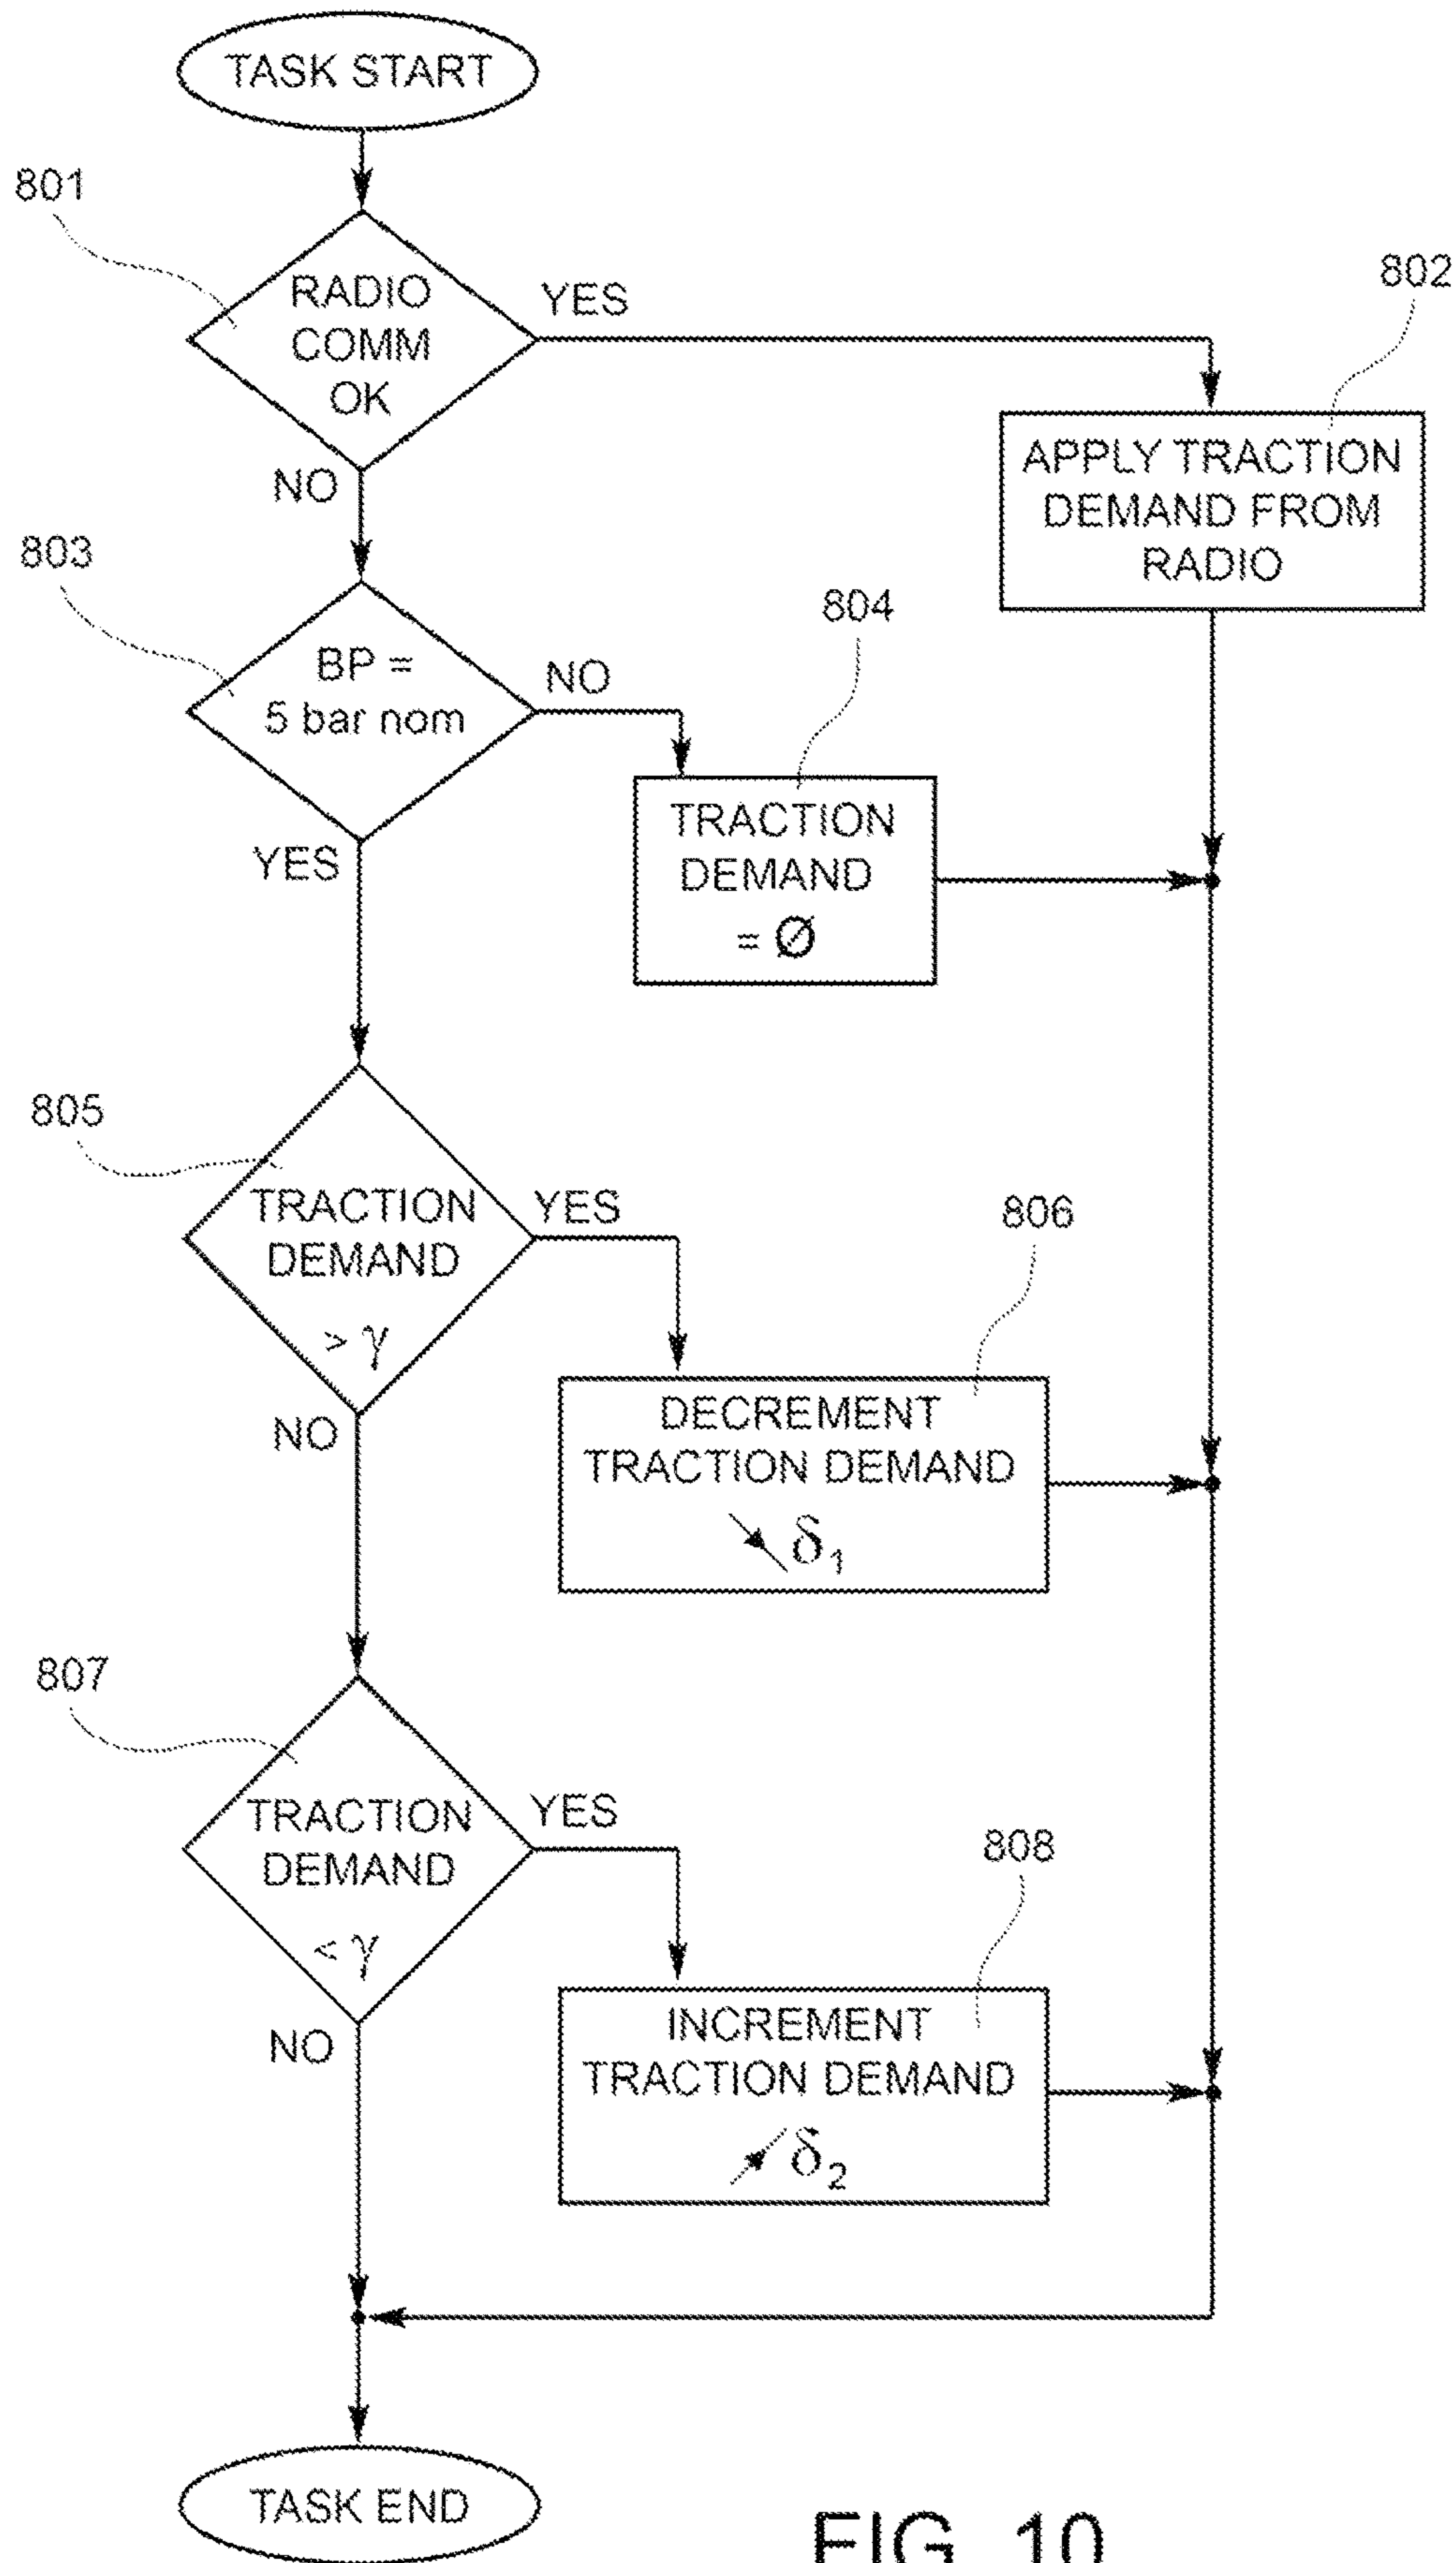 TASK START
801
RADIO
COMM
OK
YES
NO
802
APPLY TRACTION
DEMAND FROM
RADIO
803
BP =
5 bar nom
NO
YES
804
TRACTION
DEMAND
= Ø
805
TRACTION
DEMAND
> γ
YES
NO
806
DECREMENT
TRACTION DEMAND
δ₁
807
TRACTION
DEMAND
< γ
YES
NO
808
INCREMENT
TRACTION DEMAND
δ₂
TASK END
FIG. 10